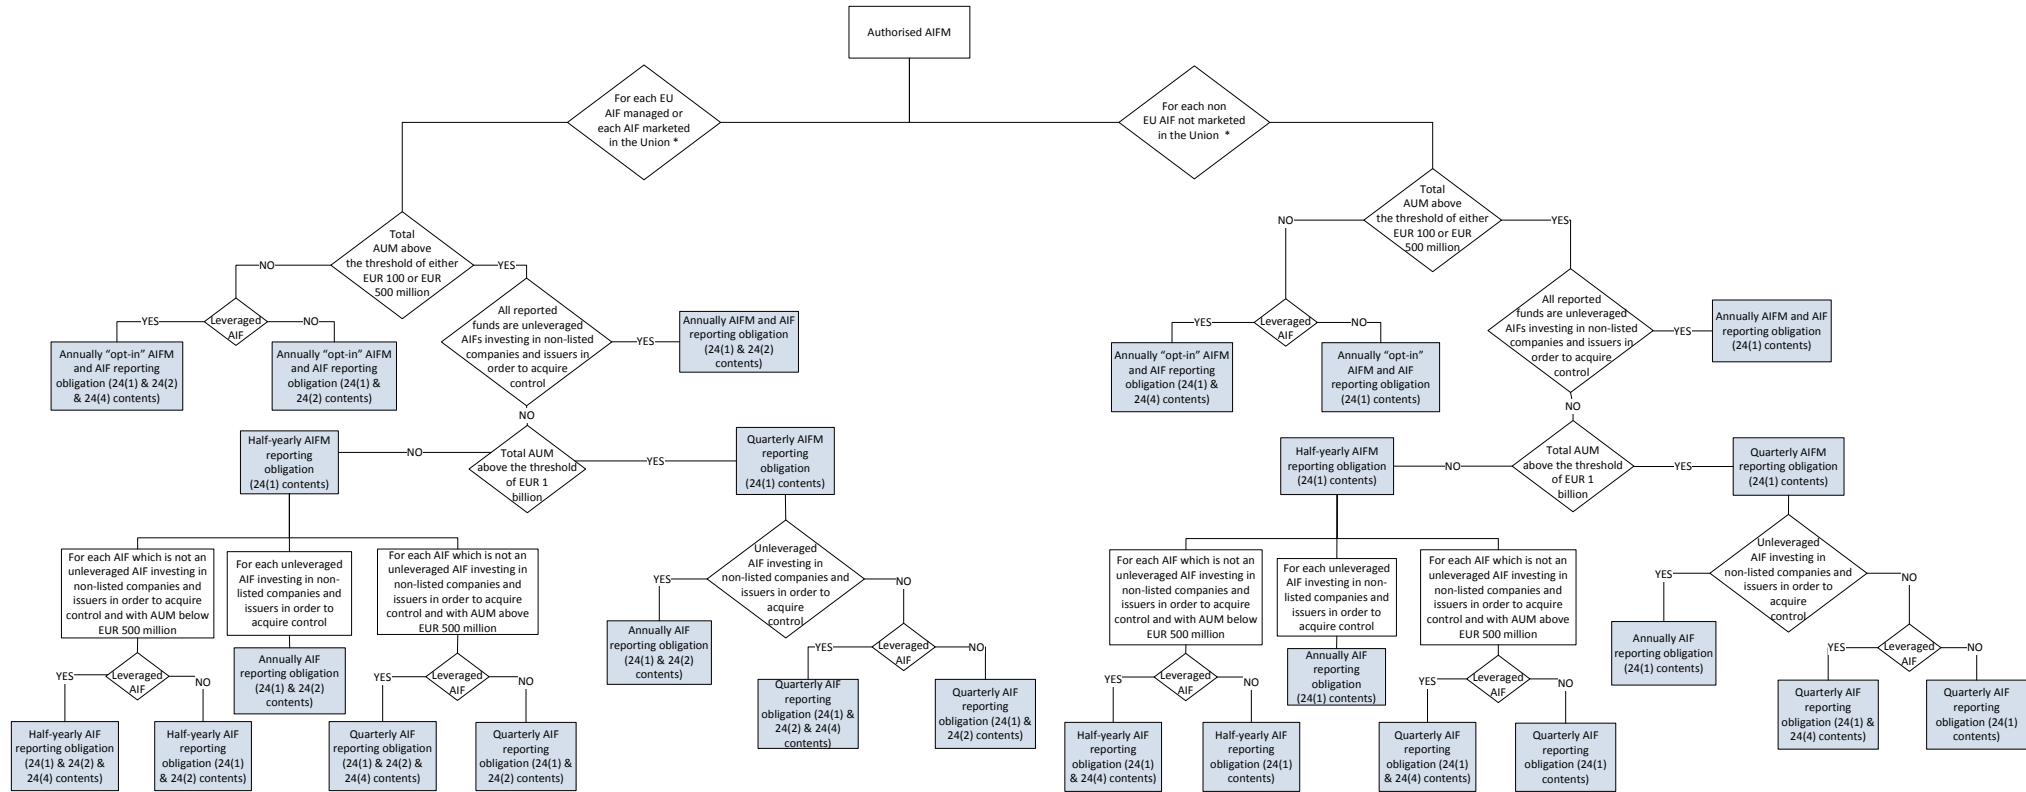 Authorised AIFM
For each EU
AIF managed or
each AIF marketed
in the Union *
For each non
EU AIF not marketed
in the Union *
Total
AUM above
the threshold of either
EUR 100 or EUR
500 million
NO
YES
Leveraged
AIF
YES
NO
Annually “opt-in” AIFM
and AIF reporting
obligation (24(1) & 24(2)
& 24(4) contents)
Annually “opt-in” AIFM
and AIF reporting
obligation (24(1) &
24(2) contents)
All reported
funds are unleveraged
AIFs investing in non-listed
companies and issuers in
order to acquire
control
YES
Annually AIFM and AIF
reporting obligation
(24(1) & 24(2)
contents)
NO
Total AUM
above the threshold
of EUR 1
billion
NO
YES
Half-yearly AIFM
reporting
obligation
(24(1) contents)
Quarterly AIFM
reporting
obligation
(24(1) contents)
For each AIF which is not an
unleveraged AIF investing in
non-listed companies and
issuers in order to acquire
control and with AUM below
EUR 500 million
For each unleveraged
AIF investing in non-
listed companies and
issuers in order to
acquire control
For each AIF which is not an
unleveraged AIF investing in
non-listed companies and
issuers in order to acquire
control and with AUM above
EUR 500 million
Leveraged
AIF
YES
NO
Annually AIF
reporting obligation
(24(1) & 24(2)
contents)
Leveraged
AIF
YES
NO
Half-yearly AIF
reporting obligation
(24(1) & 24(2) &
24(4) contents)
Half-yearly AIF
reporting
obligation (24(1)
& 24(2) contents)
Quarterly AIF
reporting obligation
(24(1) & 24(2) &
24(4) contents)
Quarterly AIF
reporting
obligation (24(1) &
24(2) contents)
Unleveraged
AIF investing in
non-listed companies and
issuers in order to
acquire
control
YES
NO
Annually AIF
reporting obligation
(24(1) & 24(2)
contents)
Leveraged
AIF
YES
NO
Quarterly AIF
reporting
obligation (24(1) &
24(2) & 24(4)
contents)
Quarterly AIF
reporting
obligation (24(1) &
24(2) contents)
Total
AUM above
the threshold of either
EUR 100 or EUR
500 million
NO
YES
Leveraged
AIF
YES
NO
Annually “opt-in” AIFM
and AIF reporting
obligation (24(1) &
24(4) contents)
Annually “opt-in”
AIFM and AIF
reporting obligation
(24(1) contents)
All reported
funds are unleveraged
AIFs investing in non-listed
companies and issuers in
order to acquire
control
YES
Annually AIFM and AIF
reporting obligation
(24(1) contents)
NO
Total AUM
above the threshold
of EUR 1
billion
NO
YES
Half-yearly AIFM
reporting obligation
(24(1) contents)
Quarterly AIFM
reporting obligation
(24(1) contents)
For each AIF which is not an
unleveraged AIF investing in
non-listed companies and
issuers in order to acquire
control and with AUM below
EUR 500 million
For each unleveraged
AIF investing in non-
listed companies and
issuers in order to
acquire control
For each AIF which is not an
unleveraged AIF investing in
non-listed companies and
issuers in order to acquire
control and with AUM above
EUR 500 million
Leveraged
AIF
YES
NO
Annually AIF
reporting
obligation
(24(1) contents)
Leveraged
AIF
YES
NO
Half-yearly AIF
reporting
obligation (24(1)
& 24(4) contents)
Half-yearly AIF
reporting
obligation (24(1)
contents)
Quarterly AIF
reporting
obligation (24(1)
& 24(4) contents)
Quarterly AIF
reporting
obligation (24(1)
contents)
Unleveraged
AIF investing in
non-listed companies and
issuers in order to
acquire
control
YES
NO
Annually AIF
reporting obligation
(24(1) contents)
Leveraged
AIF
YES
NO
Quarterly AIF
reporting
obligation (24(1) &
24(4) contents)
Quarterly AIF
reporting
obligation (24(1)
contents)